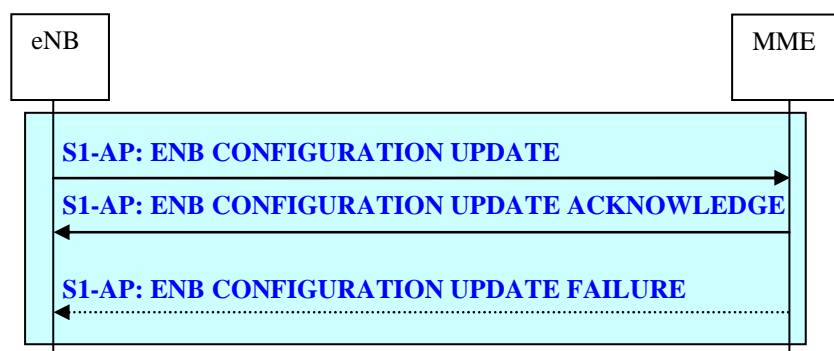 eNB
MME
S1-AP: ENB CONFIGURATION UPDATE
S1-AP: ENB CONFIGURATION UPDATE ACKNOWLEDGE
S1-AP: ENB CONFIGURATION UPDATE FAILURE